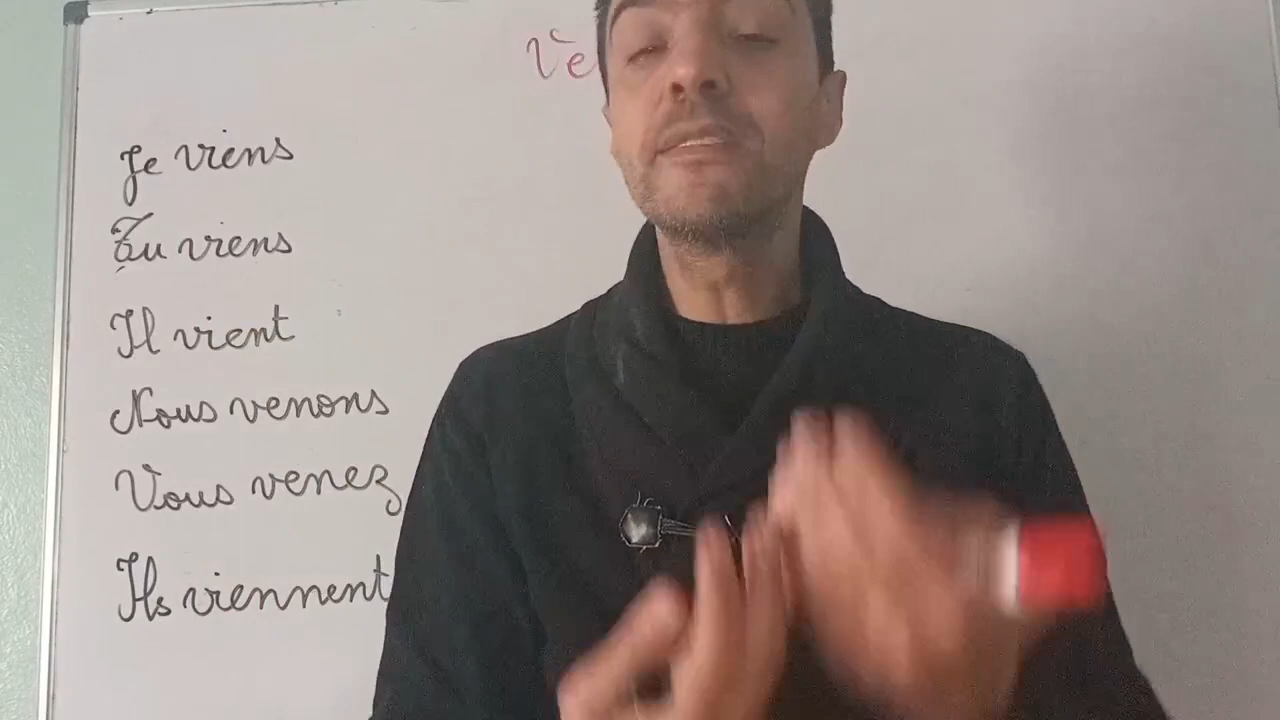 Je viens
Tu viens
Il vient
Nous venons
Vous venez
Ils viennent